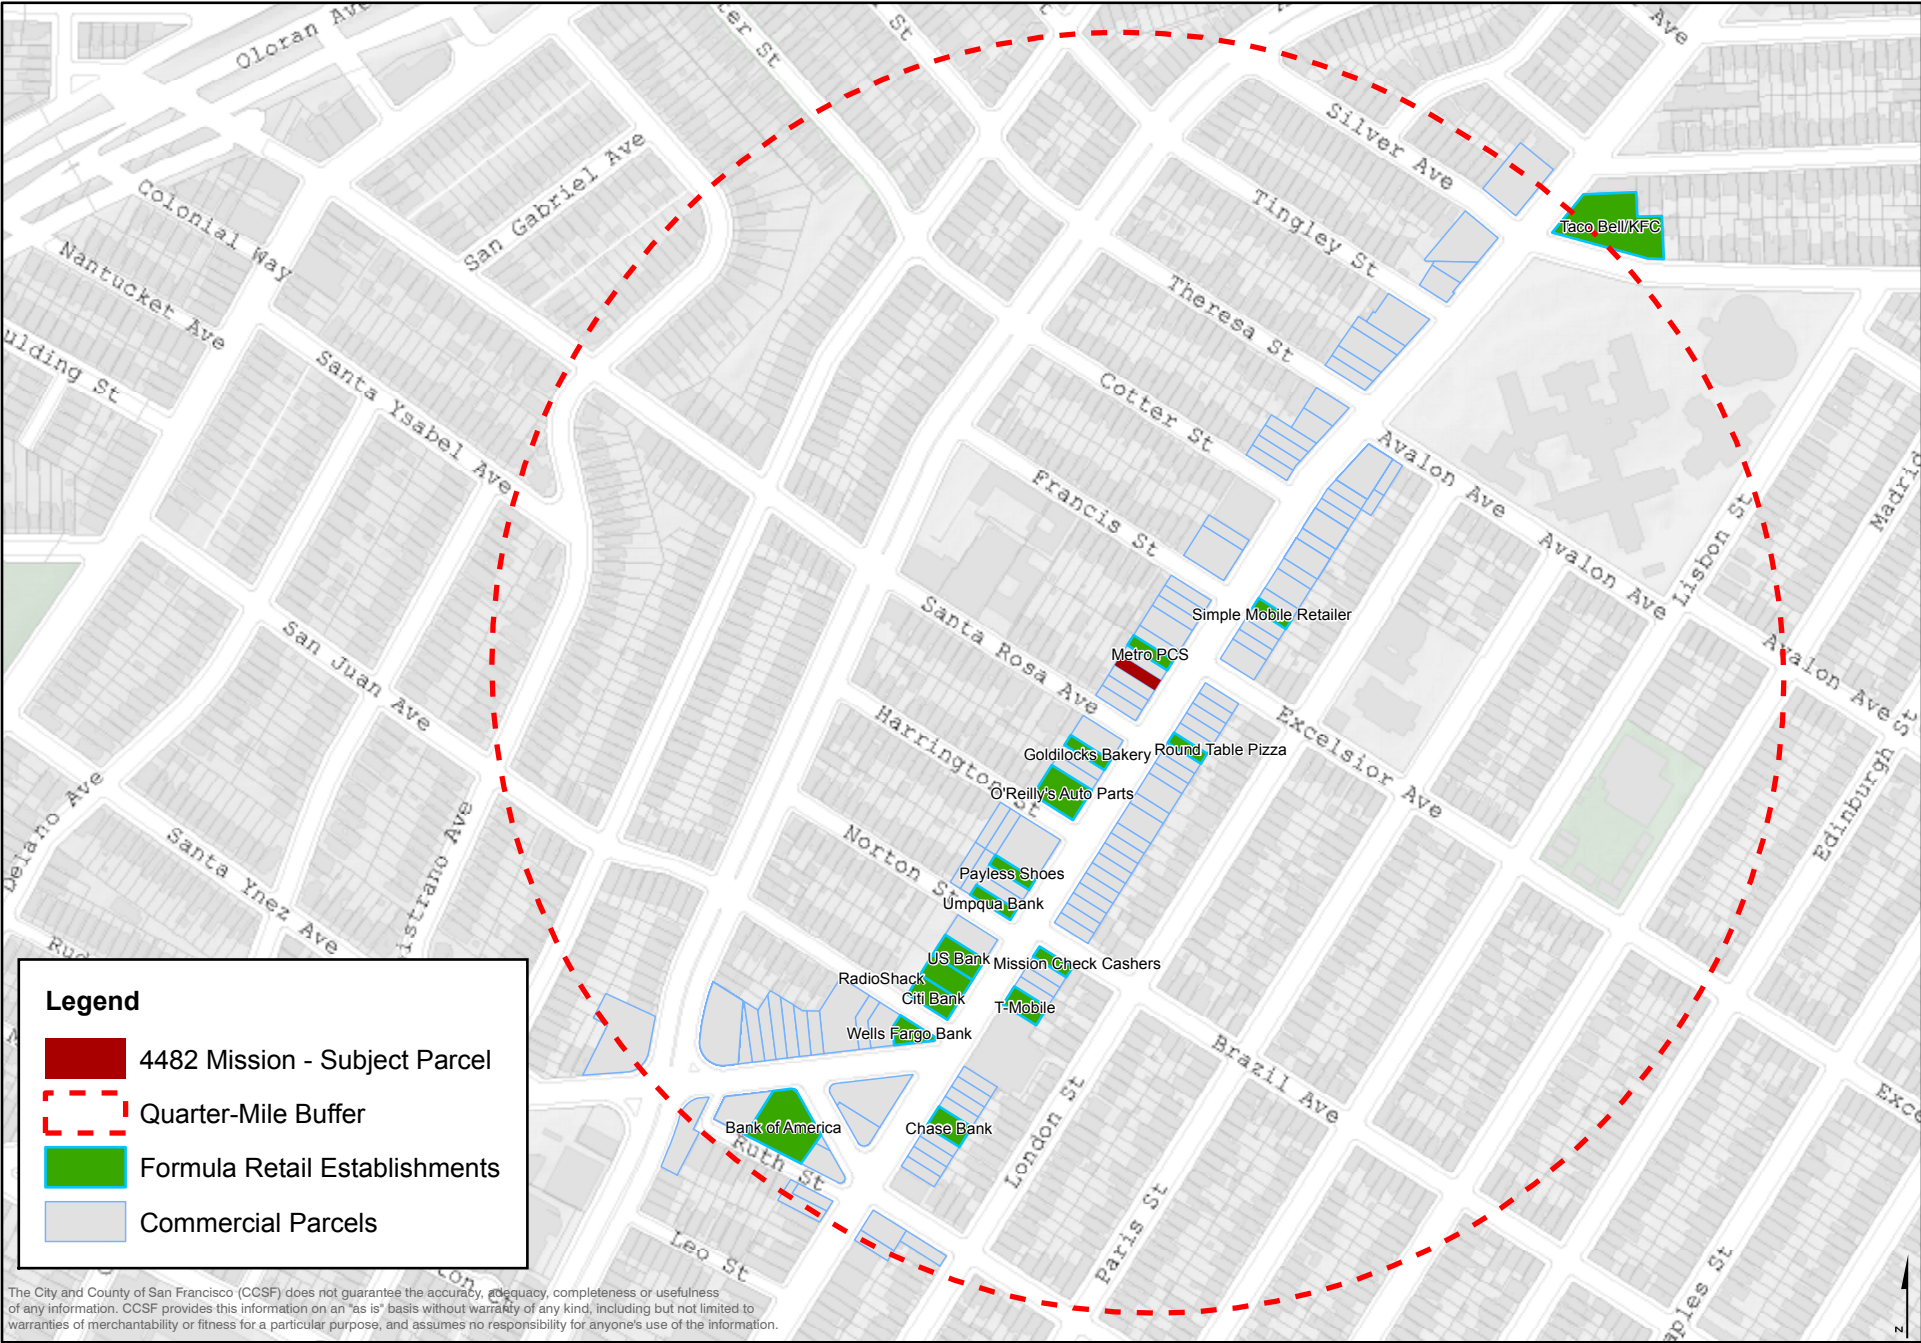 Oloran Ave
ter St
St
Ave
Silver Ave
Colonial Way
San Gabriel Ave
Tingley St
Taco Bell/KFC
Nantucket Ave
Theresa St
ulding St
Santa Ysabel Ave
Cotter St
Avalon Ave
Madrid
Francis St
Avalon Ave
Lisbon St
Simple Mobile Retailer
Santa Rosa Ave
Metro PCS
San Juan Ave
Avalon Ave
Harrington St
Excelsior Ave
Goldilocks Bakery
Round Table Pizza
O'Reilly's Auto Parts
Edinburgh St
Delano Ave
Santa Ynez Ave
istrano Ave
Norton St
Payless Shoes
Umpqua Bank
US Bank
Mission Check Cashers
RadioShack
Citi Bank
T-Mobile
Wells Fargo Bank
Brazil Ave
Bank of America
Chase Bank
London St
Ruth St
Paris St
Leo St
Exce
aples St
Rud
ton
Legend
4482 Mission - Subject Parcel
Quarter-Mile Buffer
Formula Retail Establishments
Commercial Parcels
The City and County of San Francisco (CCSF) does not guarantee the accuracy, adequacy, completeness or usefulness
of any information. CCSF provides this information on an "as is" basis without warranty of any kind, including but not limited to
warranties of merchantability or fitness for a particular purpose, and assumes no responsibility for anyone's use of the information.
z